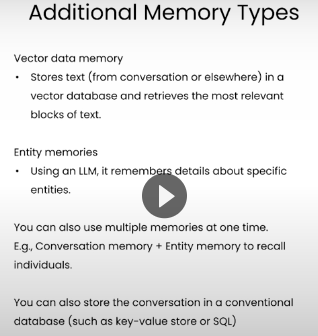 Additional Memory Types
Vector data memory
• Stores text (from conversation or elsewhere) in a
vector database and retrieves the most relevant
blocks of text.
Entity memories
• Using an LLM, it remembers details about specific
entities.
You can also use multiple memories at one time.
E.g., Conversation memory + Entity memory to recall
individuals.
You can also store the conversation in a conventional
database (such as key-value store or SQL)